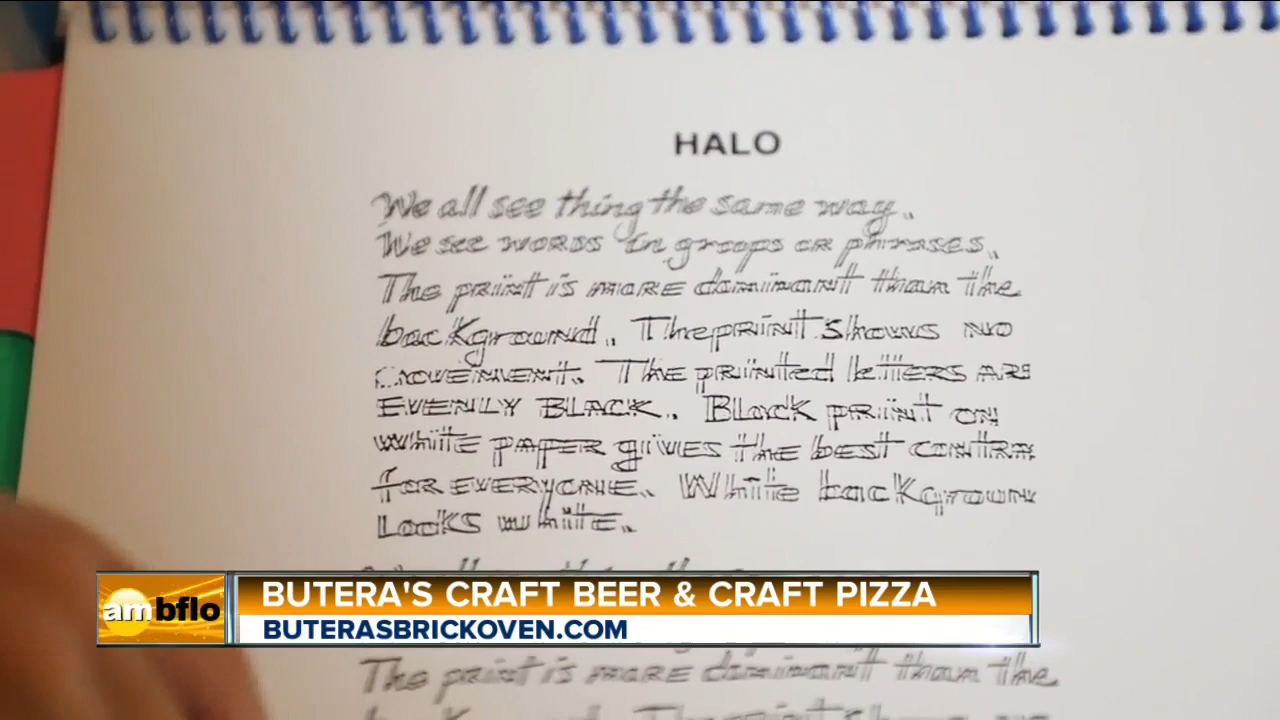 HALO
We all see thing the same way.
We see words in groops or phrases.
The print is more dominant than the
background. The print shows no
movement. The printed letters are
EVENLY BLACK. Black print on
white paper gives the best contra
for everyone. White backgroun
Looks white.
ambflo
BUTERA'S CRAFT BEER & CRAFT PIZZA
BUTERASBRICKOVEN.COM
The print is more dominant than the